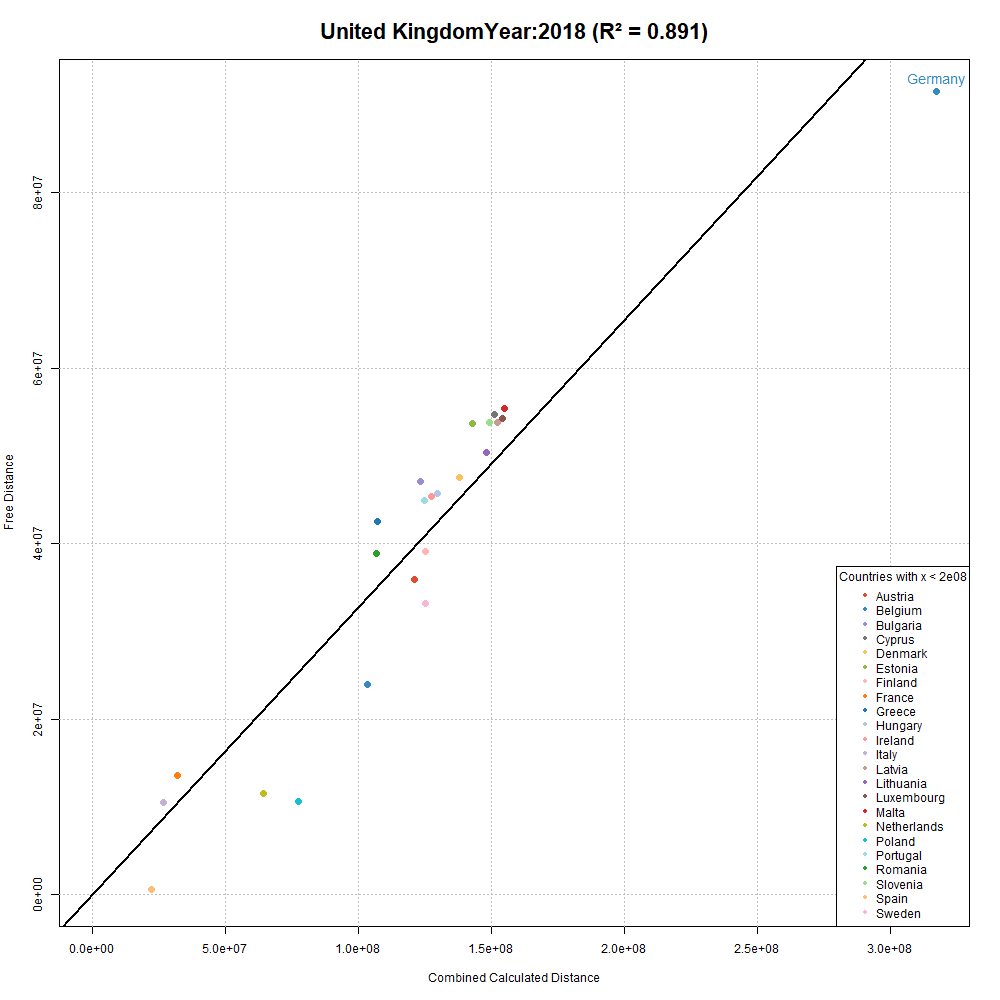 United KingdomYear:2018 (R² = 0.891)
Germany
8e+07
6e+07
4e+07
2e+07
0e+00
Free Distance
Countries with x < 2e08
Austria
Belgium
Bulgaria
Cyprus
Denmark
Estonia
Finland
France
Greece
Hungary
Ireland
Italy
Latvia
Lithuania
Luxembourg
Malta
Netherlands
Poland
Portugal
Romania
Slovenia
Spain
Sweden
0.0e+00 5.0e+07 1.0e+08 1.5e+08 2.0e+08 2.5e+08 3.0e+08
Combined Calculated Distance